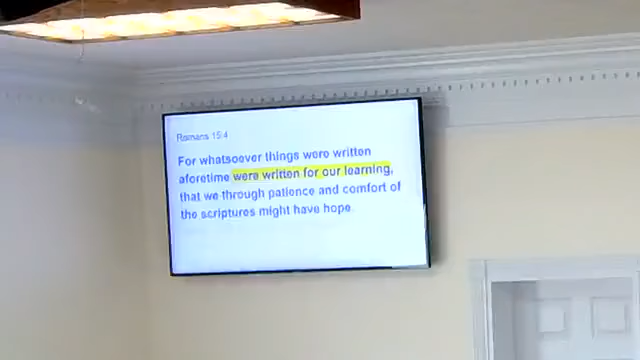 Romans 15:4
For whatsoever things were written
aforetime were written for our learning,
that we through patience and comfort of
the scriptures might have hope.